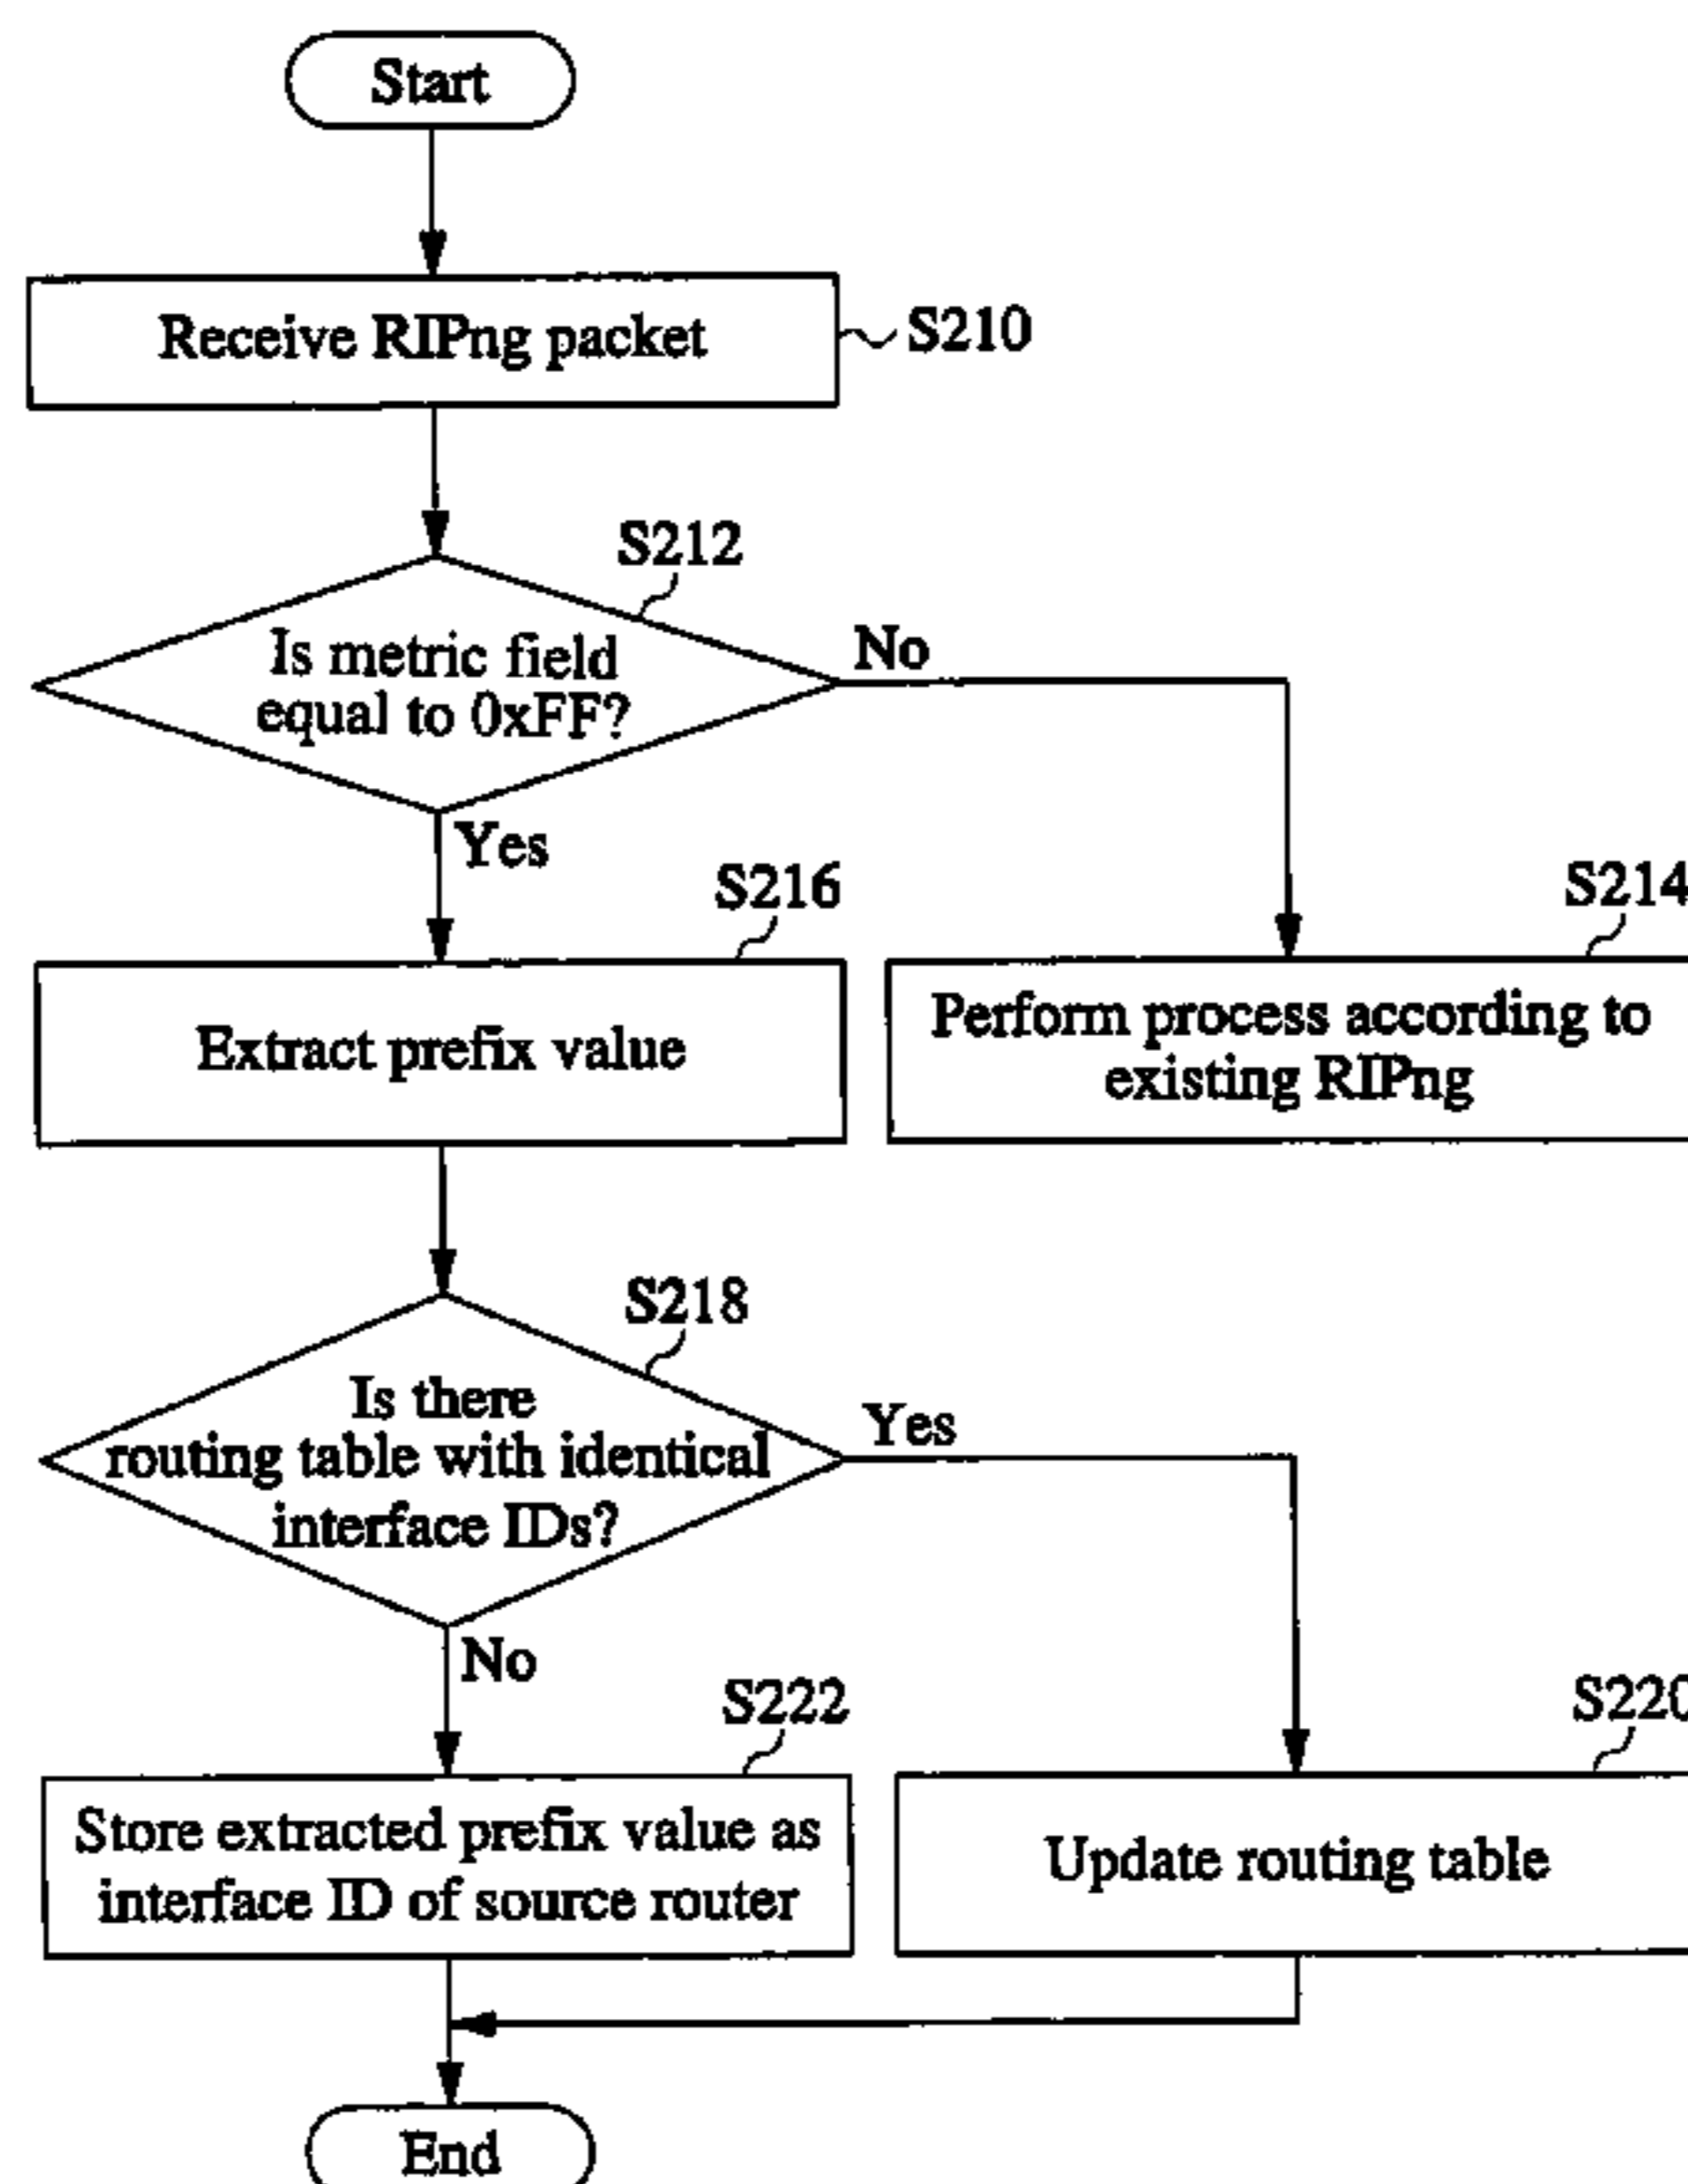 Start
Receive RIPng packet
S210
S212
Is metric field
equal to 0xFF?
No
Yes
S216
S214
Extract prefix value
Perform process according to
existing RIPng
S218
Is there
routing table with identical
interface IDs?
Yes
No
S222
S220
Store extracted prefix value as
interface ID of source router
Update routing table
End